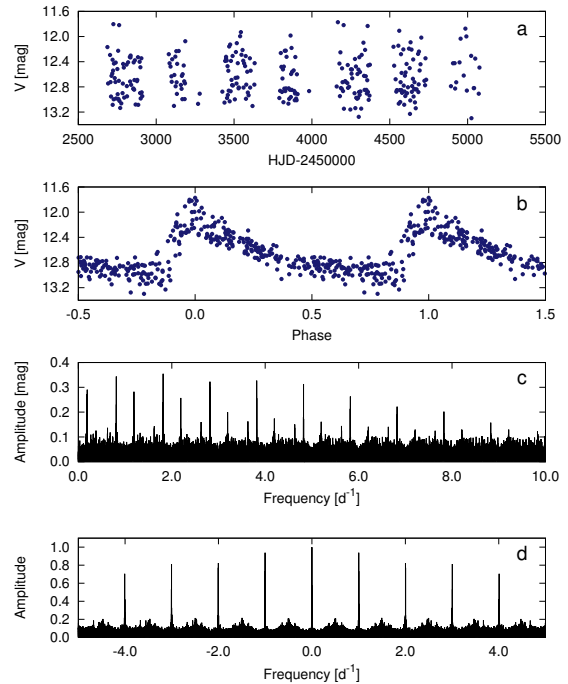 a
V [mag]
11.6
12.0
12.4
12.8
13.2
2500 3000 3500 4000 4500 5000 5500
HJD-2450000
b
V [mag]
11.6
12.0
12.4
12.8
13.2
-0.5 0.0 0.5 1.0 1.5
Phase
c
Amplitude [mag]
0.4
0.3
0.2
0.1
0.0
0.0 2.0 4.0 6.0 8.0 10.0
Frequency [d⁻¹]
d
Amplitude
1.0
0.8
0.6
0.4
0.2
0.0
-4.0 -2.0 0.0 2.0 4.0
Frequency [d⁻¹]